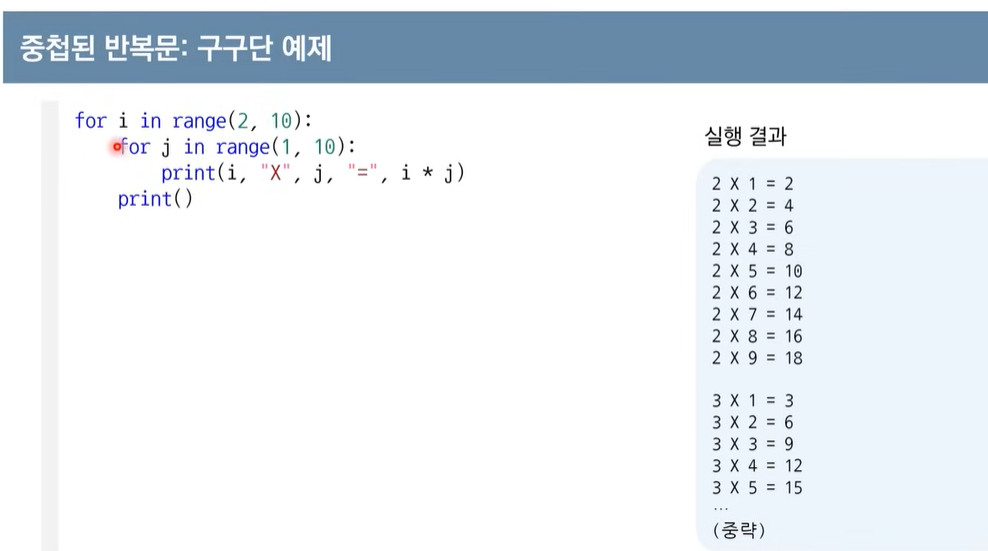 중첩된 반복문: 구구단 예제
for i in range(2, 10):
    for j in range(1, 10):
        print(i, "X", j, "=", i * j)
    print()
실행 결과
2 X 1 = 2
2 X 2 = 4
2 X 3 = 6
2 X 4 = 8
2 X 5 = 10
2 X 6 = 12
2 X 7 = 14
2 X 8 = 16
2 X 9 = 18
3 X 1 = 3
3 X 2 = 6
3 X 3 = 9
3 X 4 = 12
3 X 5 = 15
...
(중략)